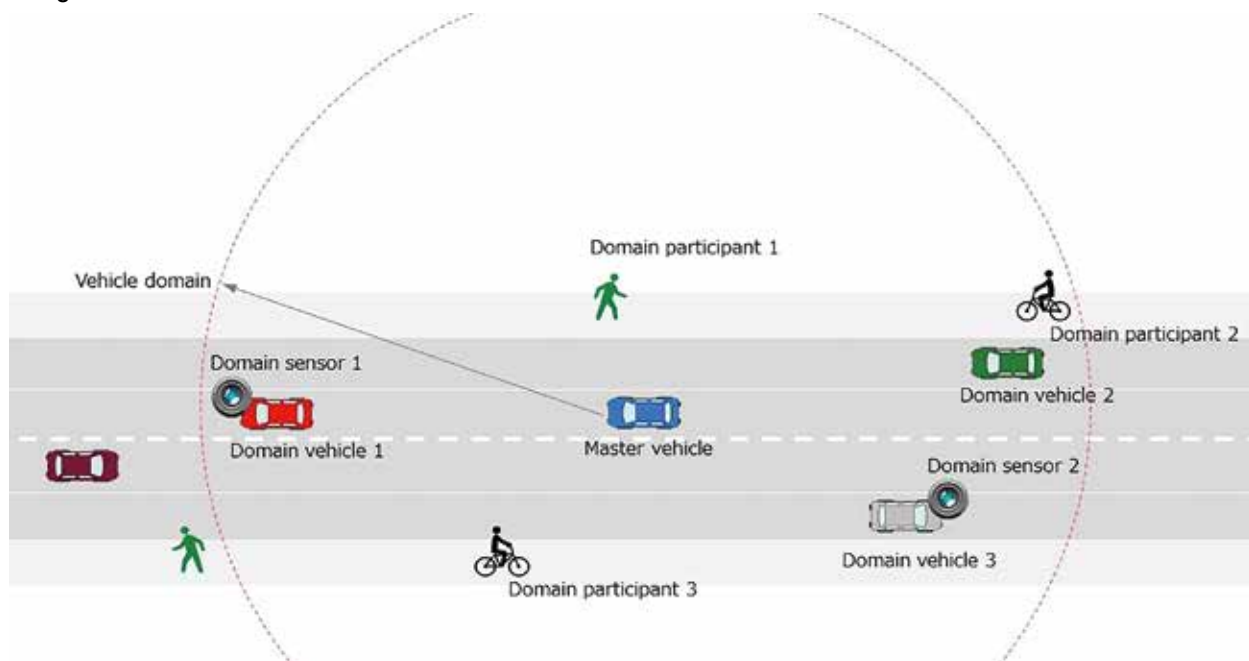 Domain participant 1
Vehicle domain
Domain participant 2
Domain sensor 1
Domain vehicle 2
Domain vehicle 1
Master vehicle
Domain sensor 2
Domain vehicle 3
Domain participant 3